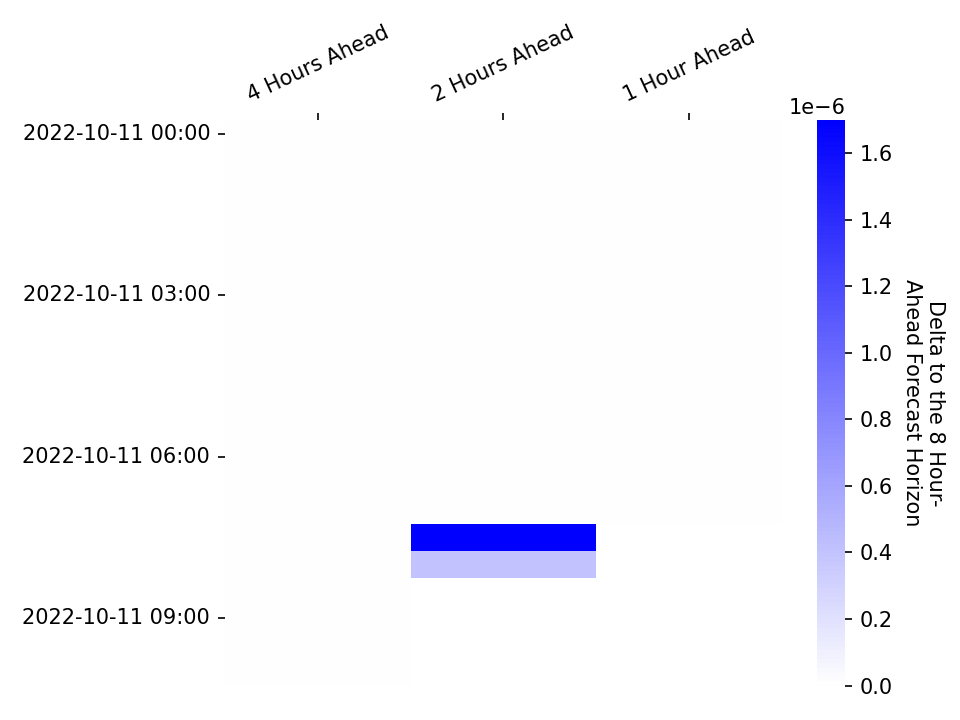 4 Hours Ahead
2 Hours Ahead
1 Hour Ahead
1e−6
2022-10-11 00:00
2022-10-11 03:00
2022-10-11 06:00
2022-10-11 09:00
1.6
1.4
1.2
1.0
0.8
0.6
0.4
0.2
0.0
Delta to the 8 Hour-
Ahead Forecast Horizon